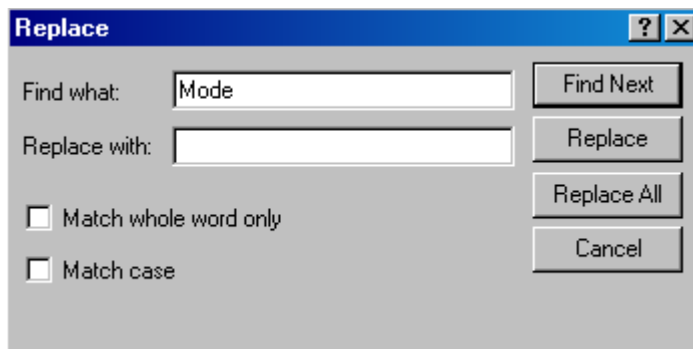 Replace
Find what: Mode Find Next
Replace with: Replace
Replace All
Match whole word only
Cancel
Match case